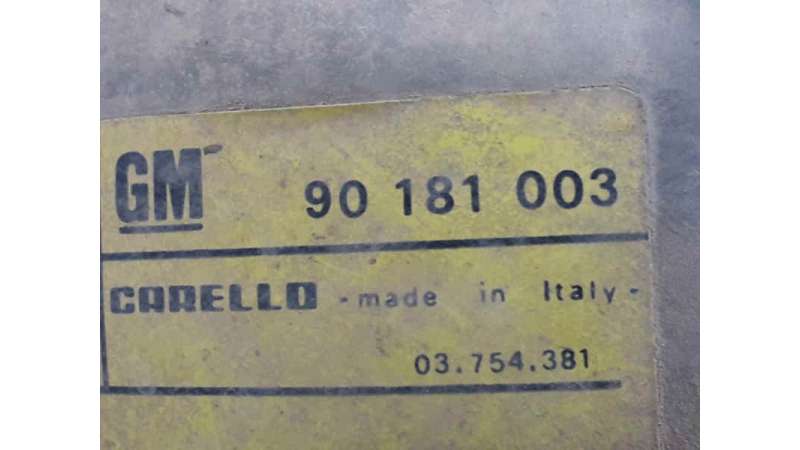 GM 90 181 003
CARELLO - made in Italy -
03.754.381